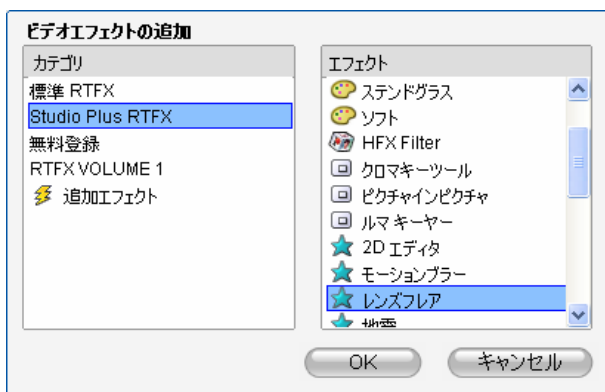 ビデオエフェクトの追加
カテゴリ
標準 RTFX
Studio Plus RTFX
無料登録
RTFX VOLUME 1
追加エフェクト
エフェクト
ステンドグラス
ソフト
HFX Filter
クロマキーツール
ピクチャインピクチャ
ルマ キーヤー
2D エディタ
モーションブラー
レンズフレア
地震
OK
キャンセル